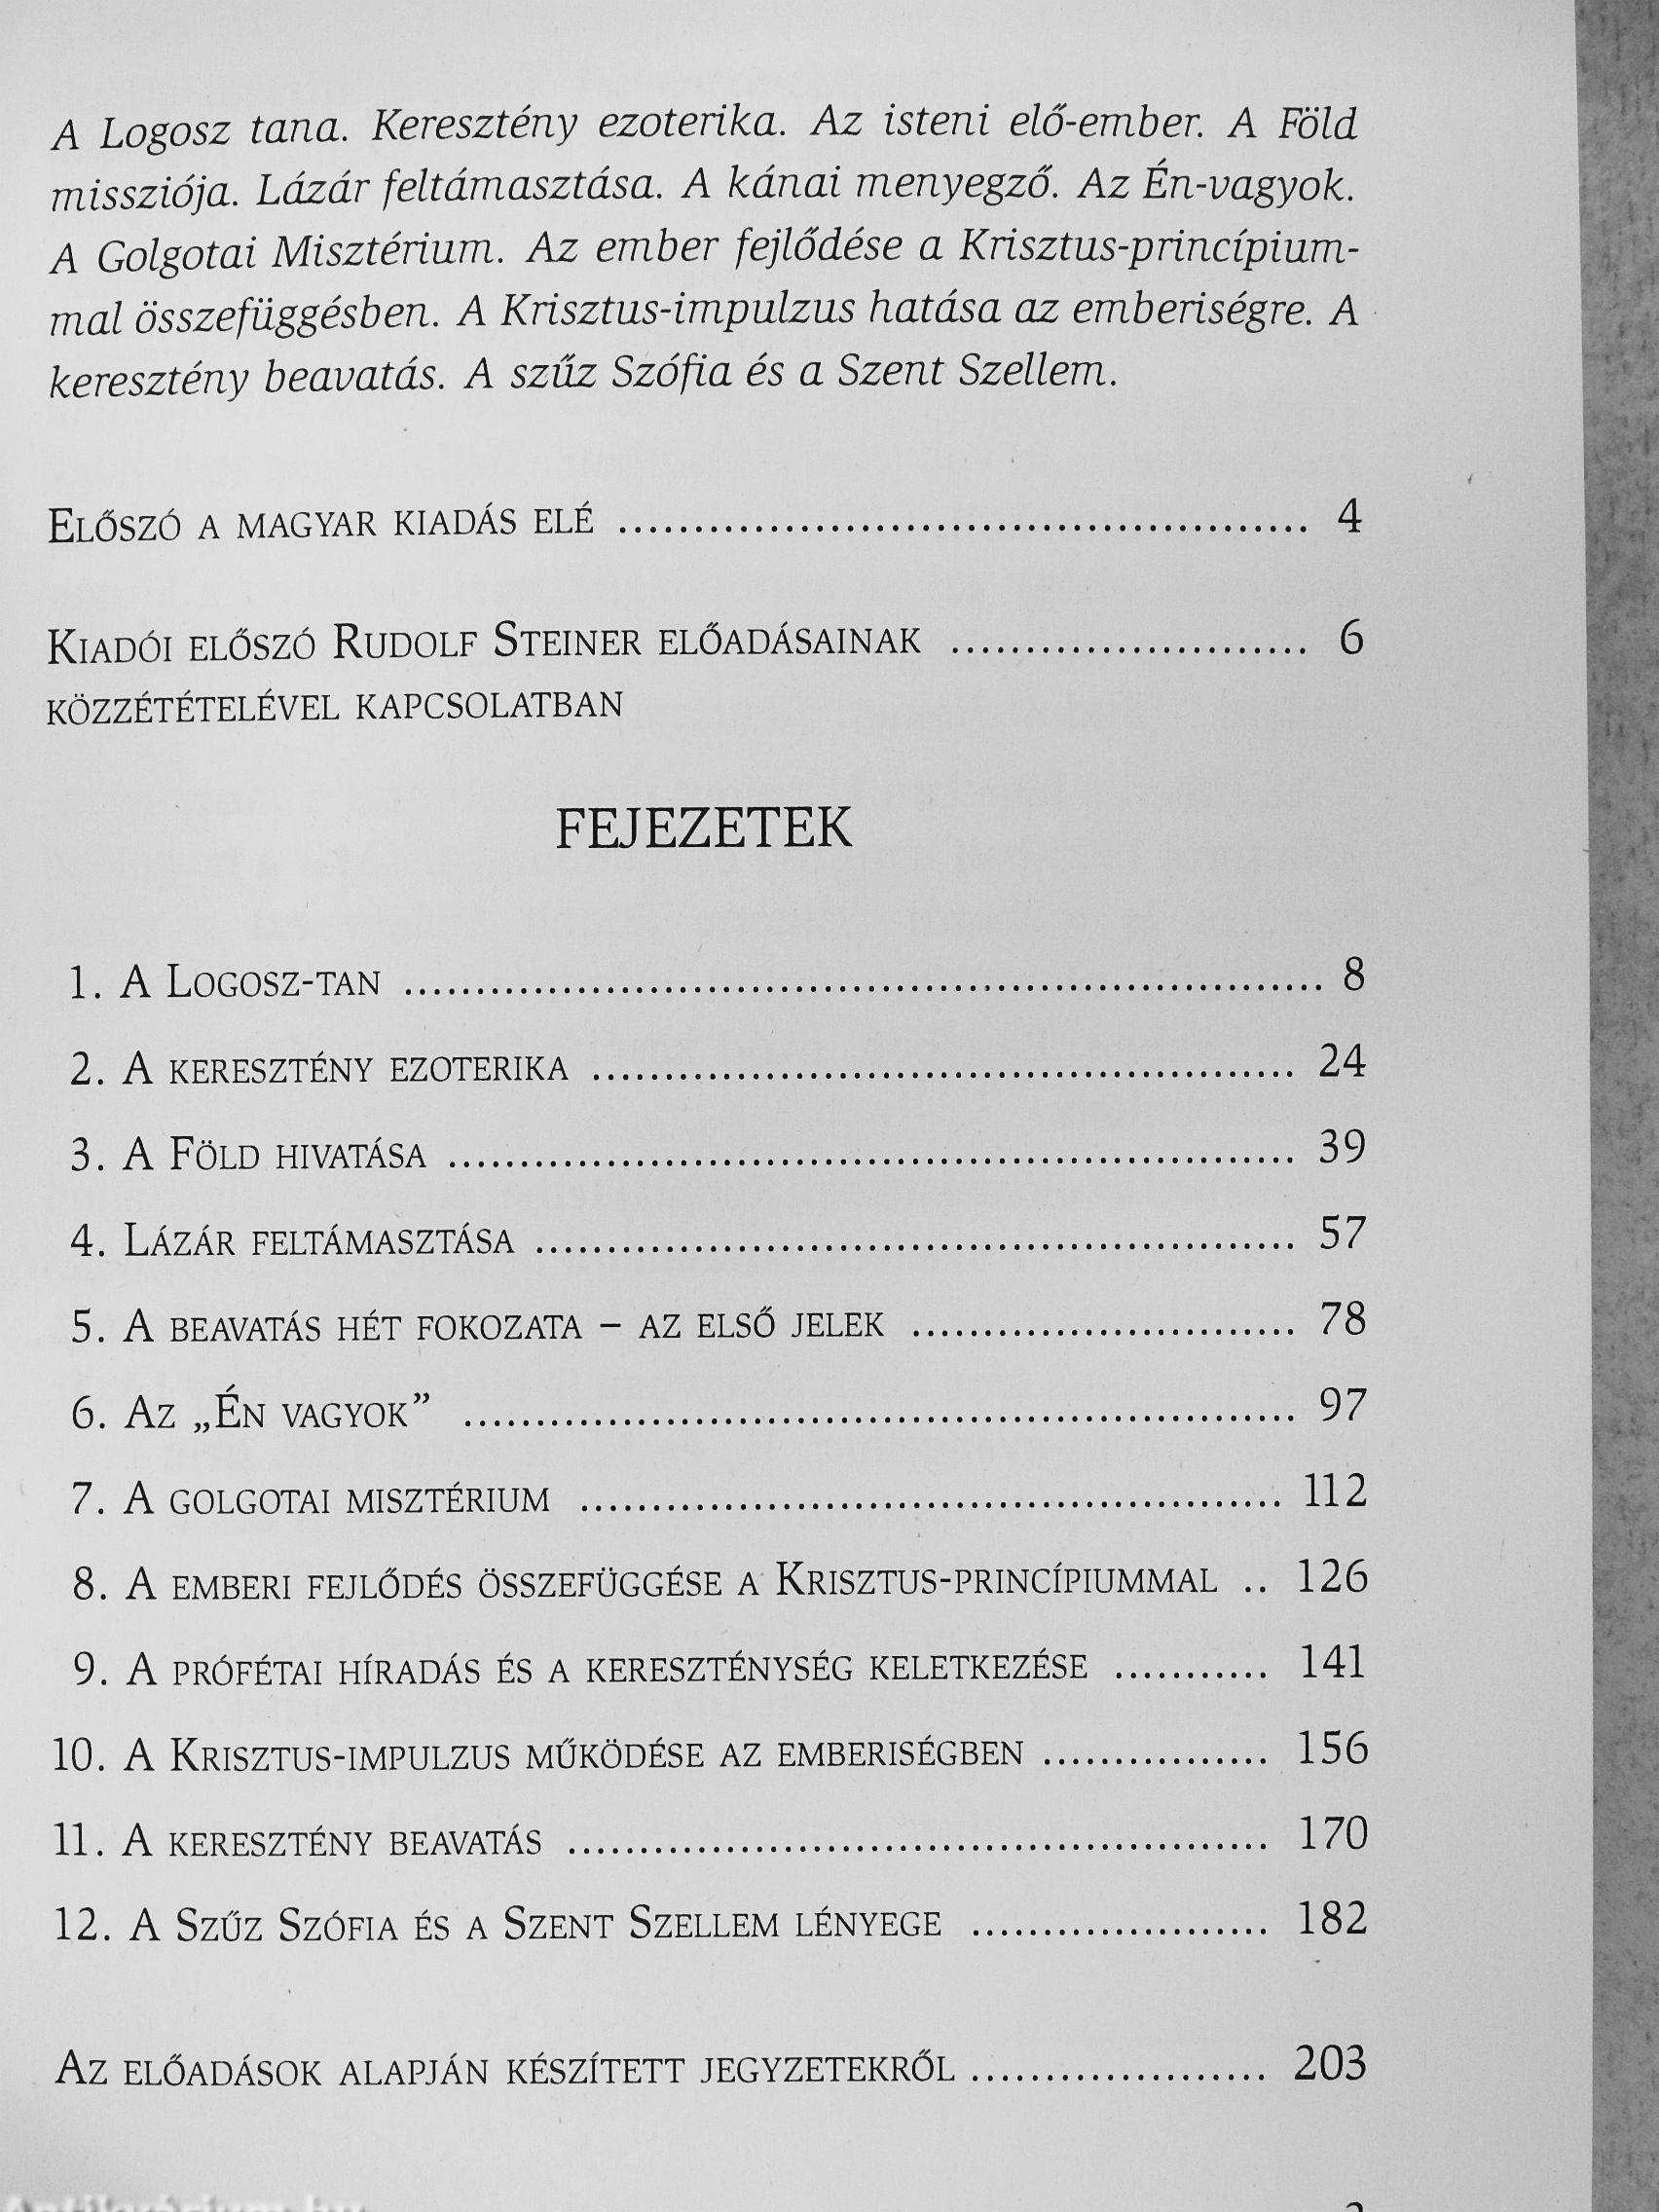 A Logosz tana. Keresztény ezoterika. Az isteni elő-ember. A Föld
missziója. Lázár feltámasztása. A kánai menyegző. Az Én-vagyok.
A Golgotai Misztérium. Az ember fejlődése a Krisztus-princípium-
mal összefüggésben. A Krisztus-impulzus hatása az emberiségre. A
keresztény beavatás. A szűz Szófia és a Szent Szellem.
Előszó a magyar kiadás elé ................................................ 4
Kiadói előszó Rudolf Steiner előadásainak ......................... 6
közzétételével kapcsolatban
FEJEZETEK
1. A Logosz-tan ................................................................ 8
2. A keresztény ezoterika ................................................. 24
3. A Föld hivatása ........................................................... 39
4. Lázár feltámasztása ..................................................... 57
5. A beavatás hét fokozata – az első jelek ........................... 78
6. Az „Én vagyok” .......................................................... 97
7. A golgotai misztérium ................................................. 112
8. A emberi fejlődés összefüggése a Krisztus-princípiummal .. 126
9. A prófétai híradás és a kereszténység keletkezése ........... 141
10. A Krisztus-impulzus működése az emberiségben ................ 156
11. A keresztény beavatás ................................................. 170
12. A Szűz Szófia és a Szent Szellem lényege ..................... 182
Az előadások alapján készített jegyzetekről .................... 203